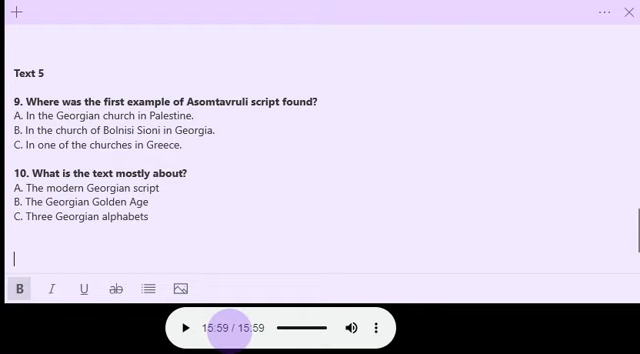 Text 5
9. Where was the first example of Asomtavruli script found?
A. In the Georgian church in Palestine.
B. In the church of Bolnisi Sioni in Georgia.
C. In one of the churches in Greece.
10. What is the text mostly about?
A. The modern Georgian script
B. The Georgian Golden Age
C. Three Georgian alphabets
B I U ab
15:59 / 15:59